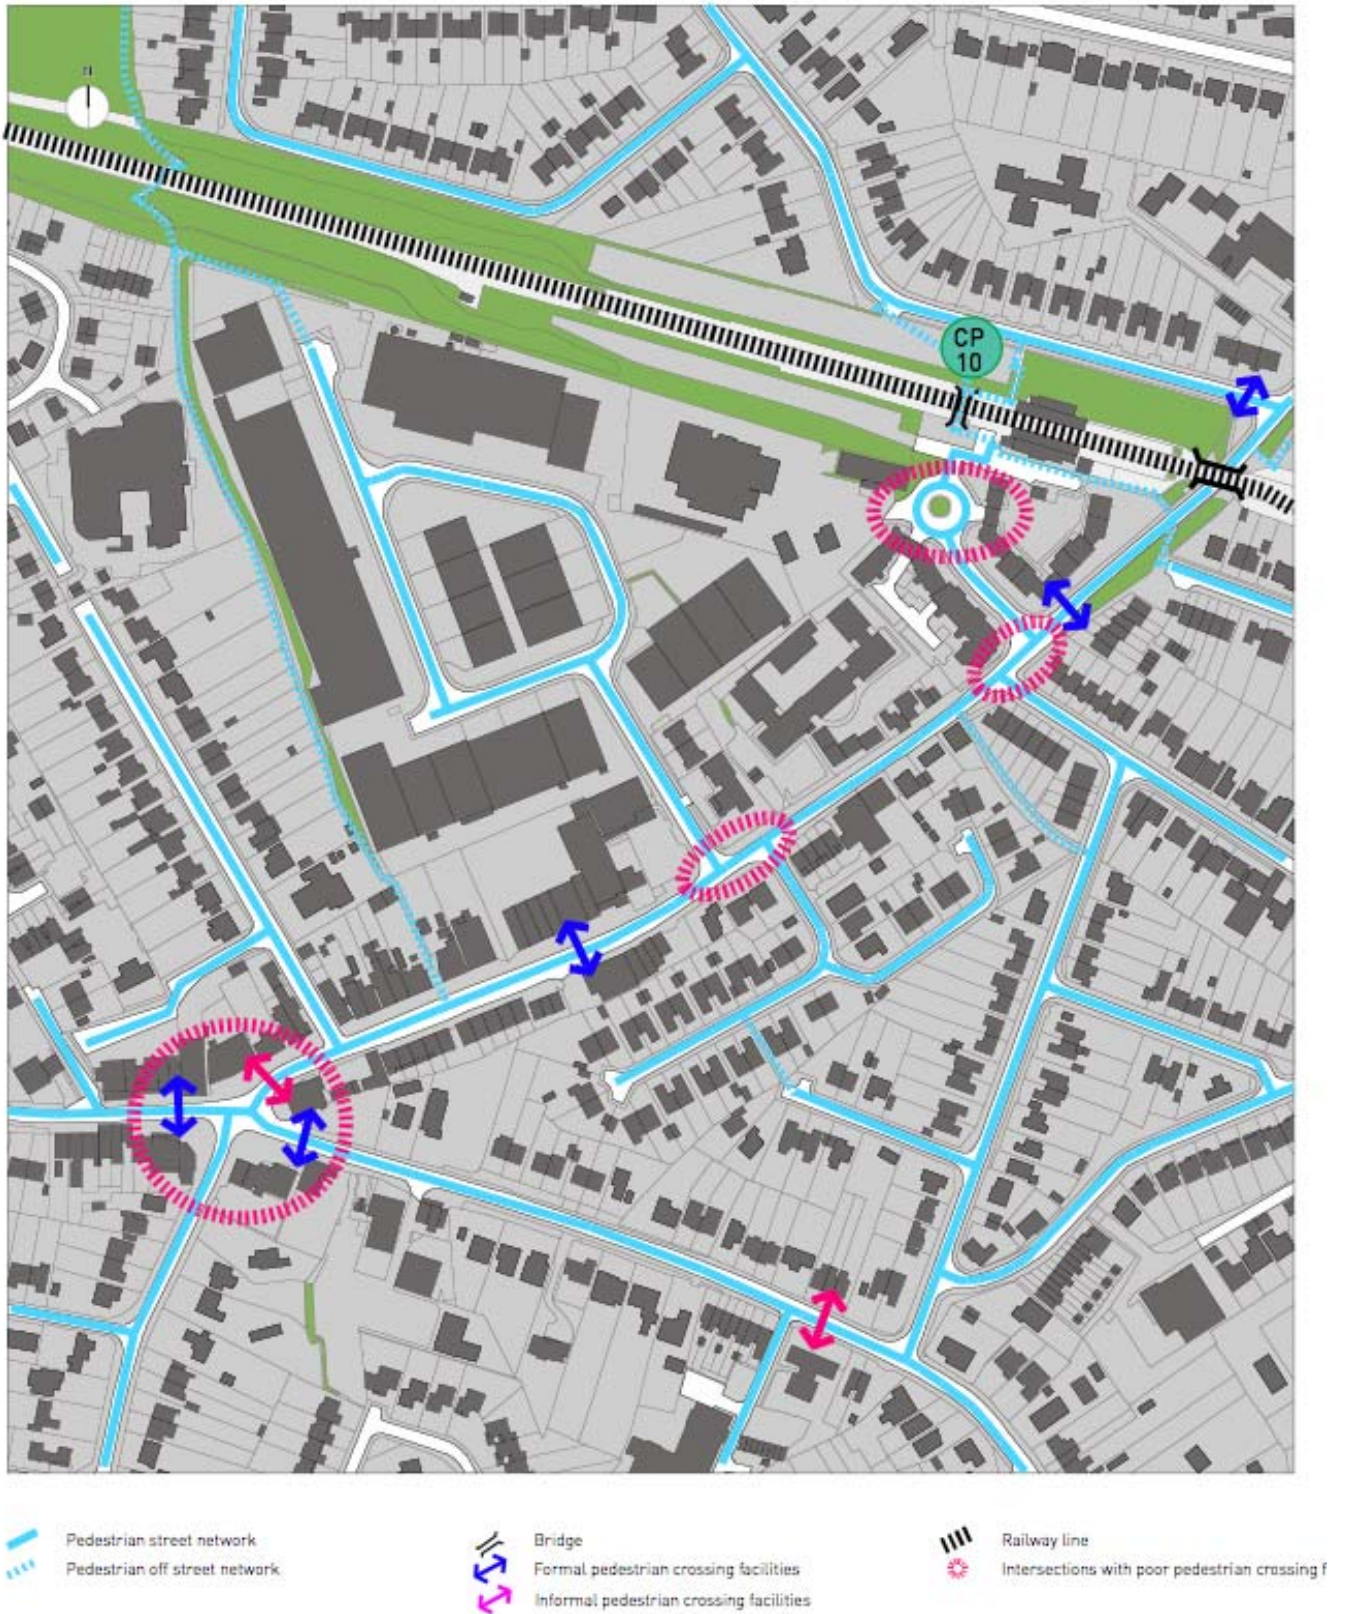 CP
10
Pedestrian street network
Pedestrian off street network
Bridge
Formal pedestrian crossing facilities
Informal pedestrian crossing facilities
Railway line
Intersections with poor pedestrian crossing f